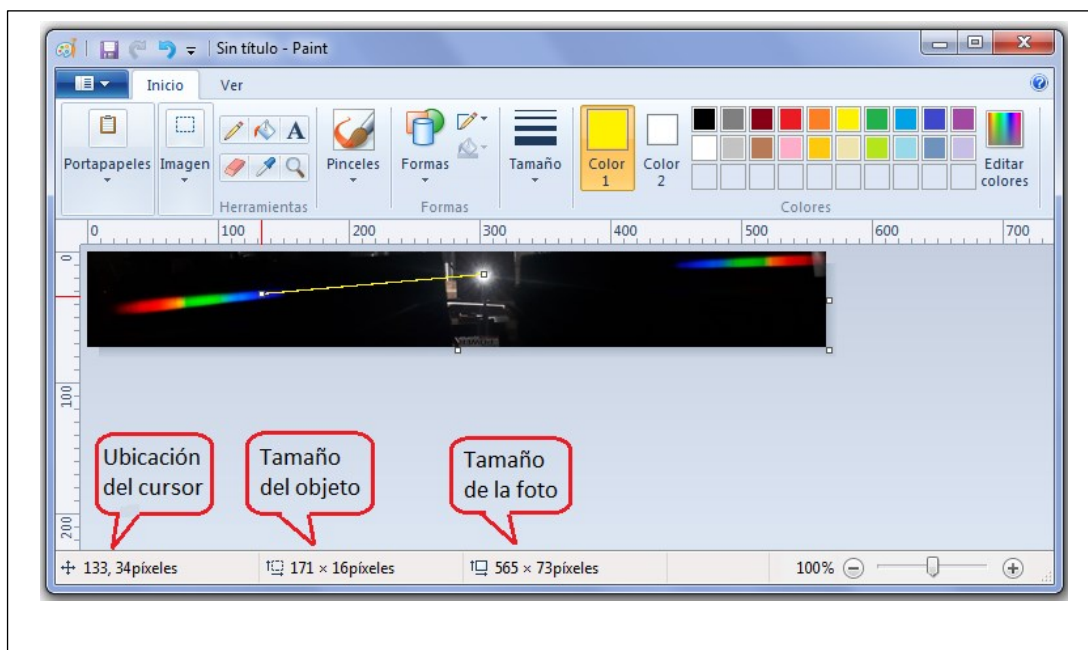 Sin título - Paint
Inicio Ver
Portapapeles Imagen Pinceles Formas Tamaño Color 1 Color 2 Editar colores
Herramientas Formas Colores
0 100 200 300 400 500 600 700
0
100
200
Ubicación
del cursor
Tamaño
del objeto
Tamaño
de la foto
133, 34píxeles 171 × 16píxeles 565 × 73píxeles 100%